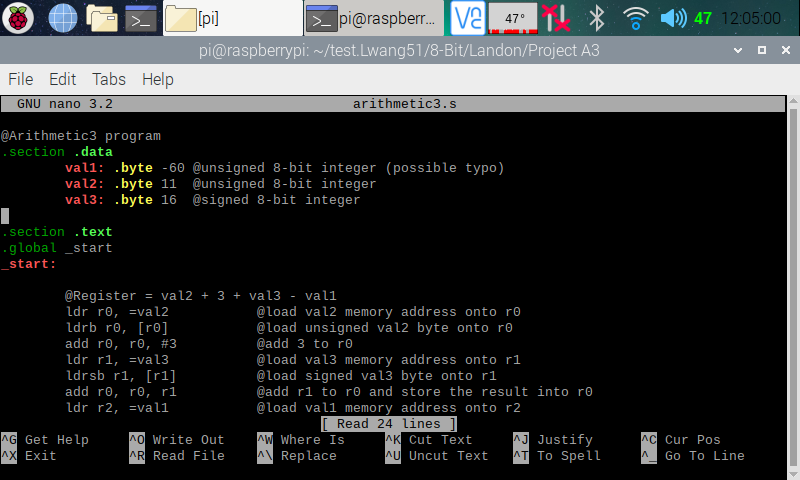 [pi] pi@raspberr... 47° 47 12:05:00
pi@raspberrypi: ~/test.Lwang51/8-Bit/Landon/Project A3
File Edit Tabs Help
GNU nano 3.2 arithmetic3.s
@Arithmetic3 program
.section .data
val1: .byte -60 @unsigned 8-bit integer (possible typo)
val2: .byte 11 @unsigned 8-bit integer
val3: .byte 16 @signed 8-bit integer
.section .text
.global _start
_start:
@Register = val2 + 3 + val3 - val1
ldr r0, =val2 @load val2 memory address onto r0
ldrb r0, [r0] @load unsigned val2 byte onto r0
add r0, r0, #3 @add 3 to r0
ldr r1, =val3 @load val3 memory address onto r1
ldrsb r1, [r1] @load signed val3 byte onto r1
add r0, r0, r1 @add r1 to r0 and store the result into r0
ldr r2, =val1 @load val1 memory address onto r2
[ Read 24 lines ]
^G Get Help ^O Write Out ^W Where Is ^K Cut Text ^J Justify ^C Cur Pos
^X Exit ^R Read File ^\ Replace ^U Uncut Text ^T To Spell ^_ Go To Line